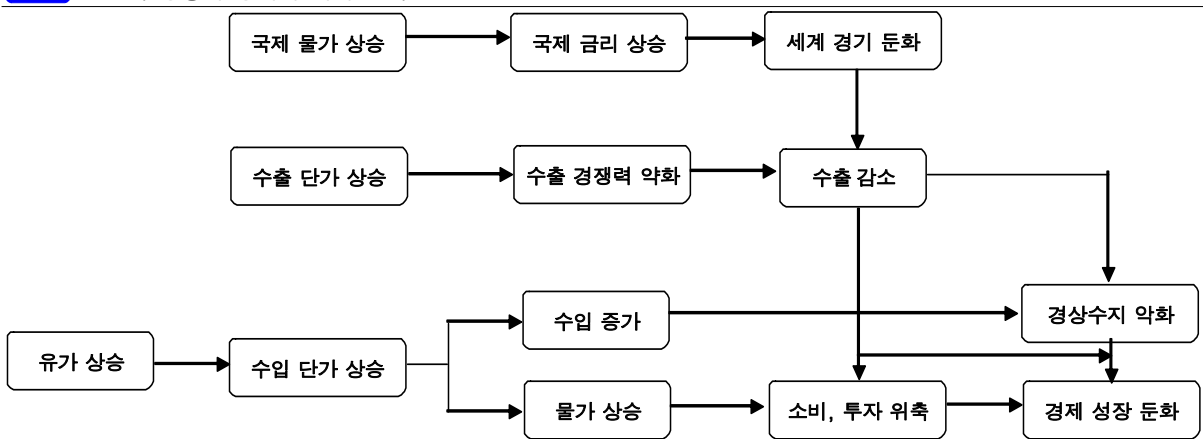 국제 물가 상승
국제 금리 상승
세계 경기 둔화
수출 단가 상승
수출 경쟁력 약화
수출 감소
수입 증가
경상수지 악화
유가 상승
수입 단가 상승
물가 상승
소비, 투자 위축
경제 성장 둔화